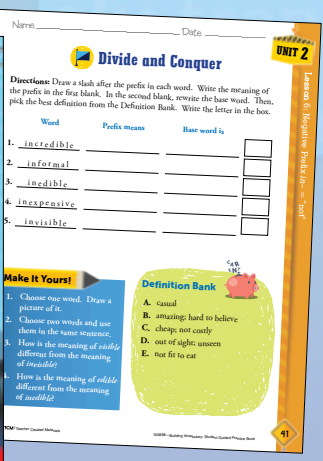 Name Date
UNIT 2
Divide and Conquer
Directions: Draw a slash after the prefix in each word. Write the meaning of
the prefix in the first blank. In the second blank, rewrite the base word. Then,
pick the best definition from the Definition Bank. Write the letter in the box.
Word Prefix means Base word is
1. incredible
2. informal
3. inedible
4. inexpensive
5. invisible
Lesson 6: Negative Prefix in- = "not"
Make It Yours!
1. Choose one word. Draw a
picture of it.
2. Choose two words and use
them in the same sentence.
3. How is the meaning of visible
different from the meaning
of invisible?
4. How is the meaning of edible
different from the meaning
of inedible?
Definition Bank
A. casual
B. amazing; hard to believe
C. cheap; not costly
D. out of sight; unseen
E. not fit to eat
Teacher Created Materials
41